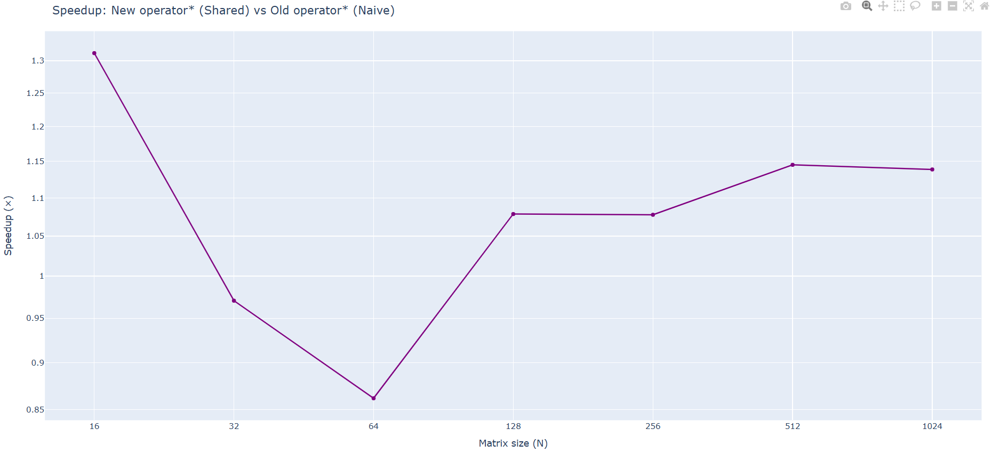 Speedup: New operator* (Shared) vs Old operator* (Naive)
1.3
1.25
1.2
1.15
1.1
1.05
1
0.95
0.9
0.85
Speedup (×)
16 32 64 128 256 512 1024
Matrix size (N)